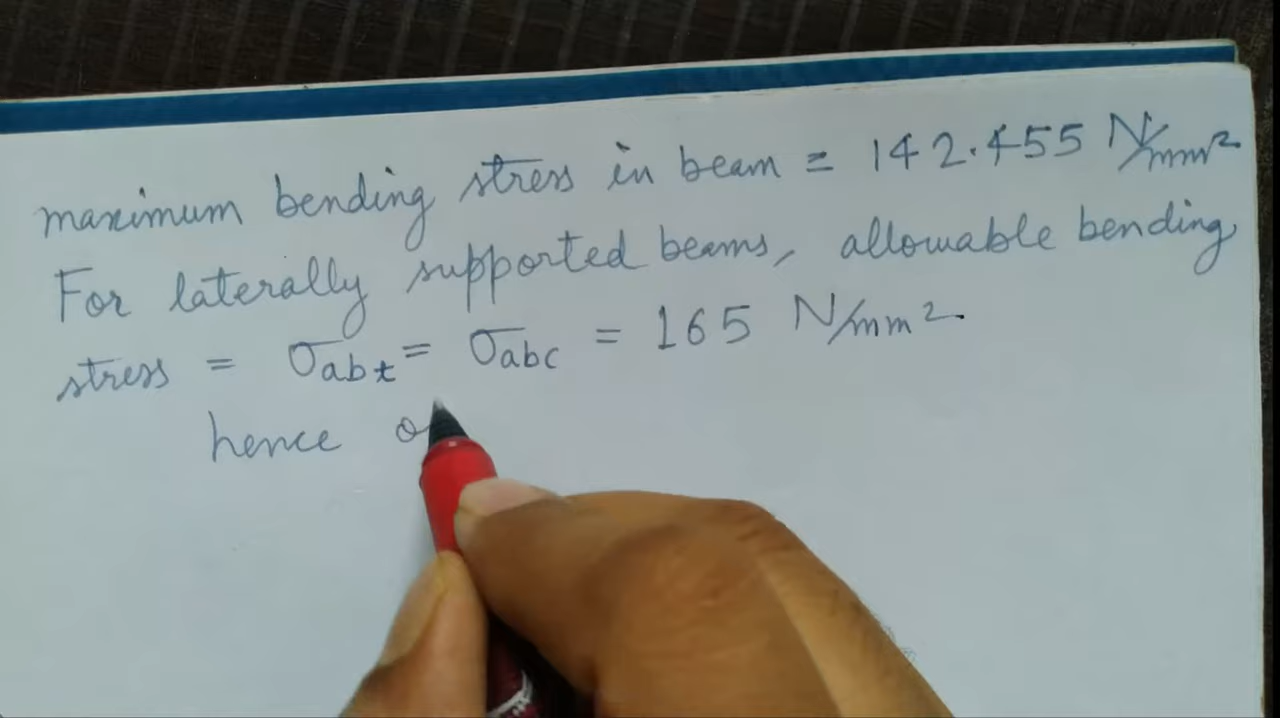 maximum bending stress in beam = 142.455 N/mm²
For laterally supported beams, allowable bending
stress = σabt = σabc = 165 N/mm²
hence